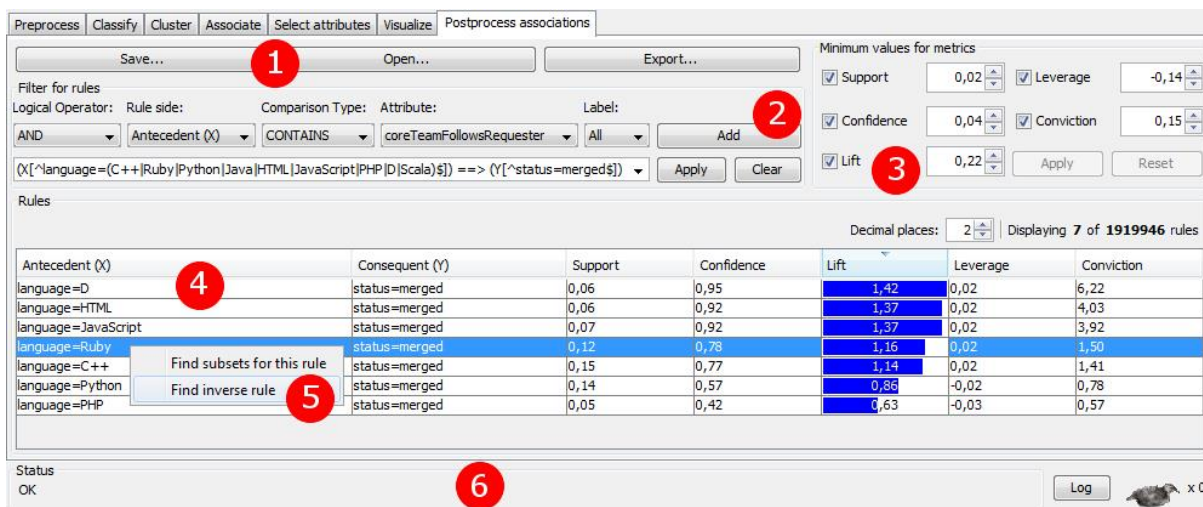 Preprocess Classify Cluster Associate Select attributes Visualize Postprocess associations
Save... 1 Open... Export...
Minimum values for metrics
Support 0,02 Leverage -0,14
Filter for rules
Logical Operator: Rule side: Comparison Type: Attribute: Label: 2
AND Antecedent (X) CONTAINS coreTeamFollowsRequester All Add
Confidence 0,04 Conviction 0,15
(X[^language=(C++|Ruby|Python|Java|HTML|JavaScript|PHP|D|Scala)$]) ==> (Y[^status=merged$]) Apply Clear
Lift 3 0,22 Apply Reset
Rules
Decimal places: 2 Displaying 7 of 1919946 rules
Antecedent (X) Consequent (Y) Support Confidence Lift Leverage Conviction
4
language=D status=merged 0,06 0,95 1,42 0,02 6,22
language=HTML status=merged 0,06 0,92 1,37 0,02 4,03
language=JavaScript status=merged 0,07 0,92 1,37 0,02 3,92
language=Ruby status=merged 0,12 0,78 1,16 0,02 1,50
Find subsets for this rule
language=C++ status=merged 0,15 0,77 1,14 0,02 1,41
Find inverse rule 5
language=Python status=merged 0,14 0,57 0,86 -0,02 0,78
language=PHP status=merged 0,05 0,42 0,63 -0,03 0,57
Status
OK 6 Log x 0